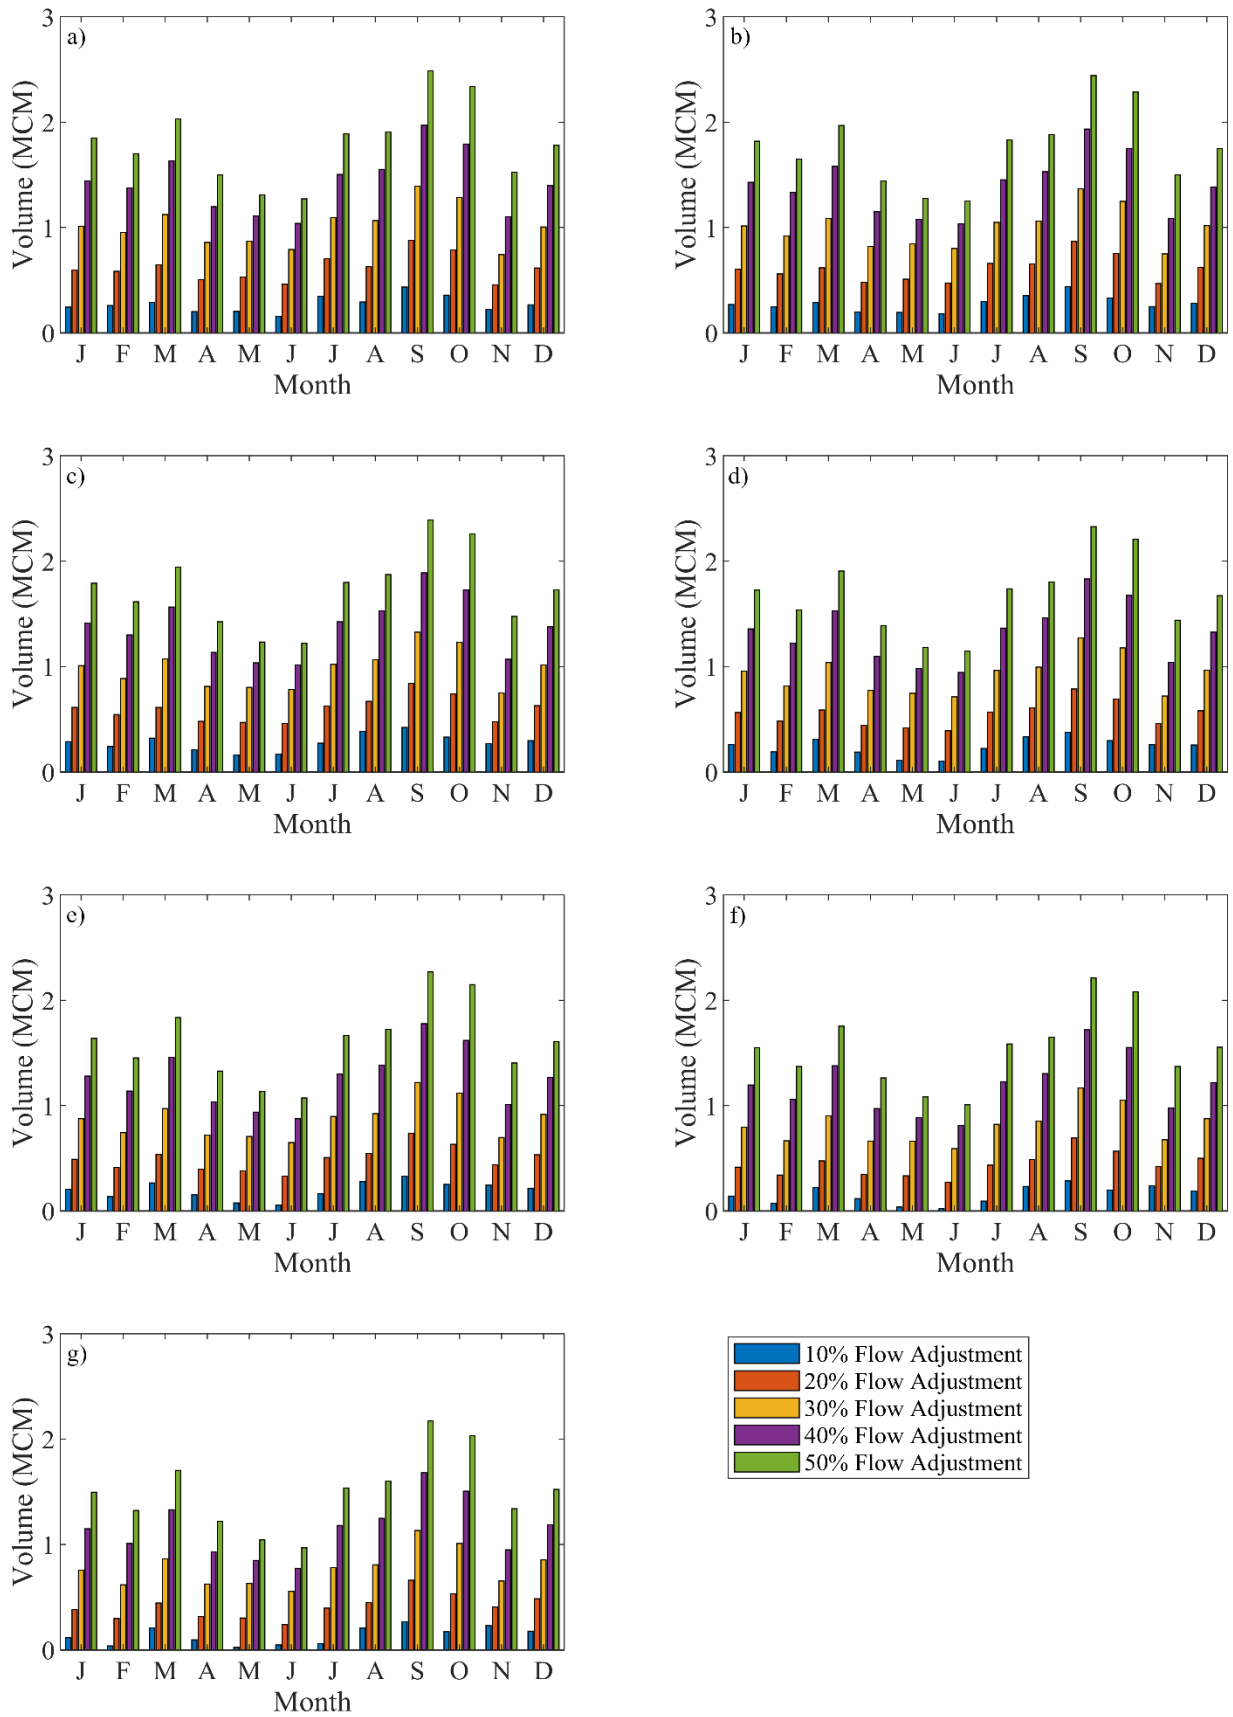 a)
3
2
1
0
Volume (MCM)
J F M A M J J A S O N D
Month
b)
3
2
1
0
Volume (MCM)
J F M A M J J A S O N D
Month
c)
3
2
1
0
Volume (MCM)
J F M A M J J A S O N D
Month
d)
3
2
1
0
Volume (MCM)
J F M A M J J A S O N D
Month
e)
3
2
1
0
Volume (MCM)
J F M A M J J A S O N D
Month
f)
3
2
1
0
Volume (MCM)
J F M A M J J A S O N D
Month
g)
3
2
1
0
Volume (MCM)
J F M A M J J A S O N D
Month
10% Flow Adjustment
20% Flow Adjustment
30% Flow Adjustment
40% Flow Adjustment
50% Flow Adjustment